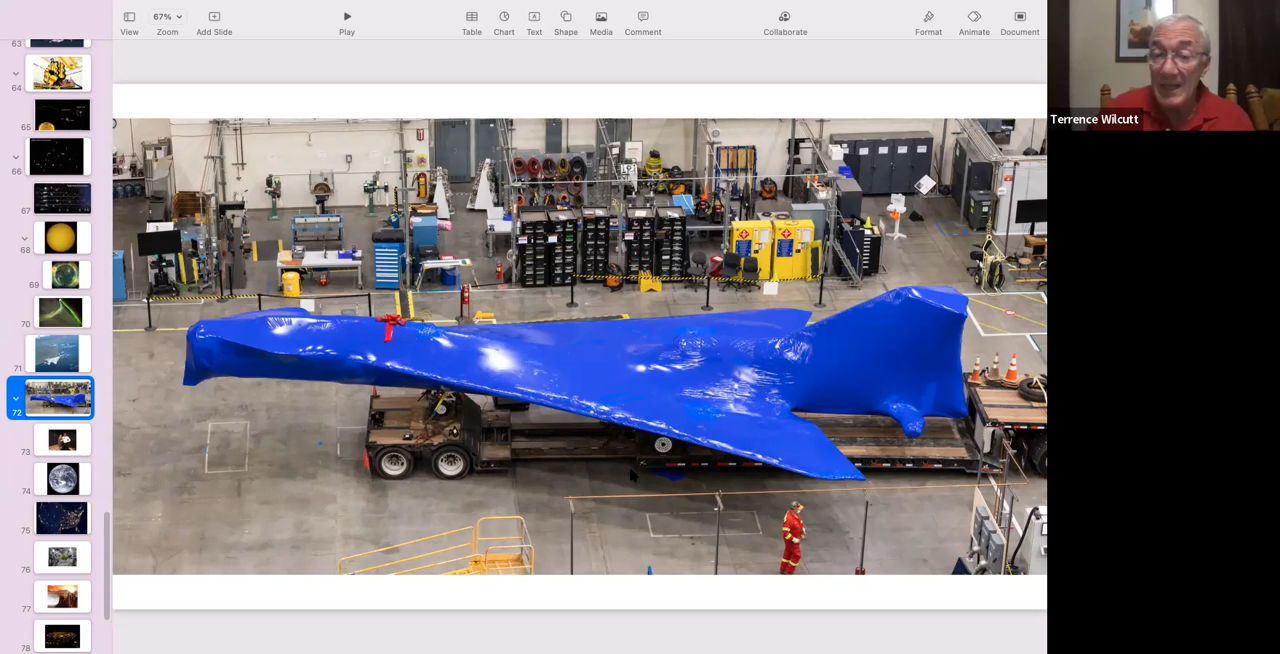 View
67%
Zoom
Add Slide
Play
Table
Chart
Text
Shape
Media
Comment
Collaborate
Format
Animate
Document
Terrence Wilcutt
63
64
65
66
67
68
69
70
71
72
73
74
75
76
77
78